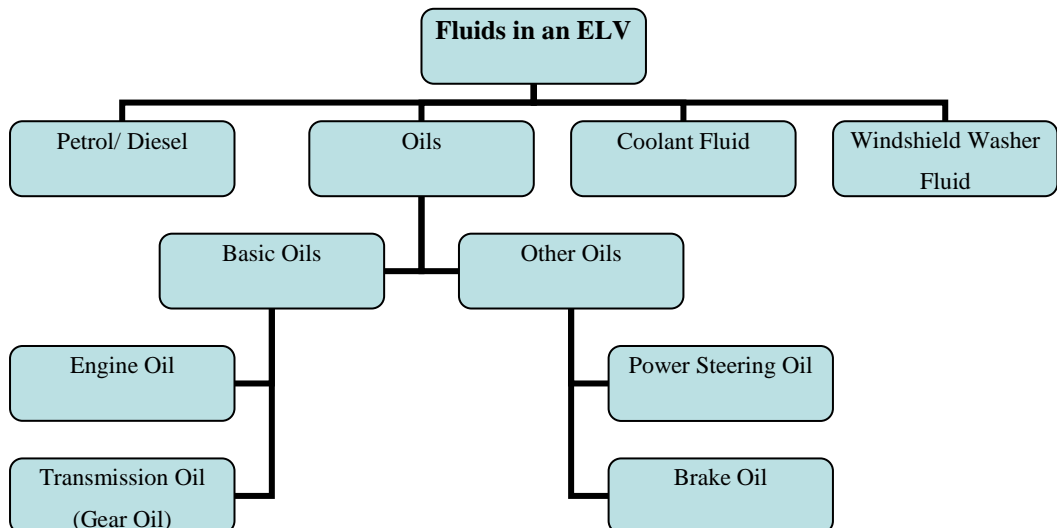 Fluids in an ELV
Petrol/ Diesel
Oils
Coolant Fluid
Windshield Washer
Fluid
Basic Oils
Other Oils
Engine Oil
Power Steering Oil
Transmission Oil
(Gear Oil)
Brake Oil